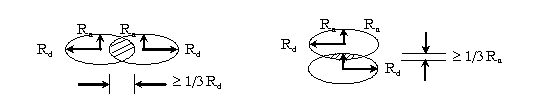 Rₐ Rₐ
R_d R_d
≥ 1/3 R_d
Rₐ Rₐ
R_d
≥ 1/3 Rₐ
R_d